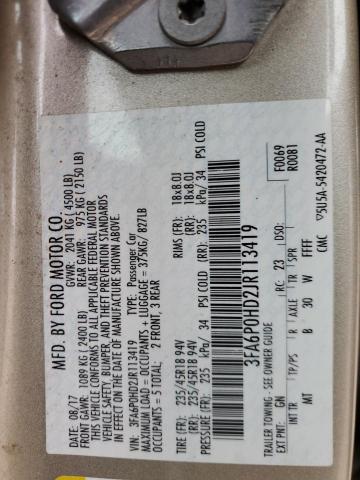 MFD. BY FORD MOTOR CO.
DATE: 08/17 GVWR: 2041 KG ( 4500 LB)
FRONT GAWR: 1089 KG ( 2400 LB) REAR GAWR: 975 KG ( 2150 LB)
THIS VEHICLE CONFORMS TO ALL APPLICABLE FEDERAL MOTOR
VEHICLE SAFETY, BUMPER, AND THEFT PREVENTION STANDARDS
IN EFFECT ON THE DATE OF MANUFACTURE SHOWN ABOVE.
VIN: 3FA6P0HD2JR113419 Passenger Car
MAXIMUM LOAD = OCCUPANTS + LUGGAGE = 375KG/ 827LB
OCCUPANTS = 5 TOTAL: 2 FRONT, 3 REAR
TIRE (FR): 235/45R18 94V RIMS (FR): 18x8.0J
(RR): 235/45R18 94V (RR): 18x8.0J
PRESSURE (FR): 235 kPa/ 34 PSI COLD (RR): 235 kPa/ 34 PSI COLD
3FA6P0HD2JR113419
F0069
R0081
TRAILER TOWING- SEE OWNER GUIDE
EXT PNT: GN RC: 23 DSO:
INT TR TP/PS R AXLE TR SPR
MT B 30 W FF
GMC ▽5U5A-5420472-AA